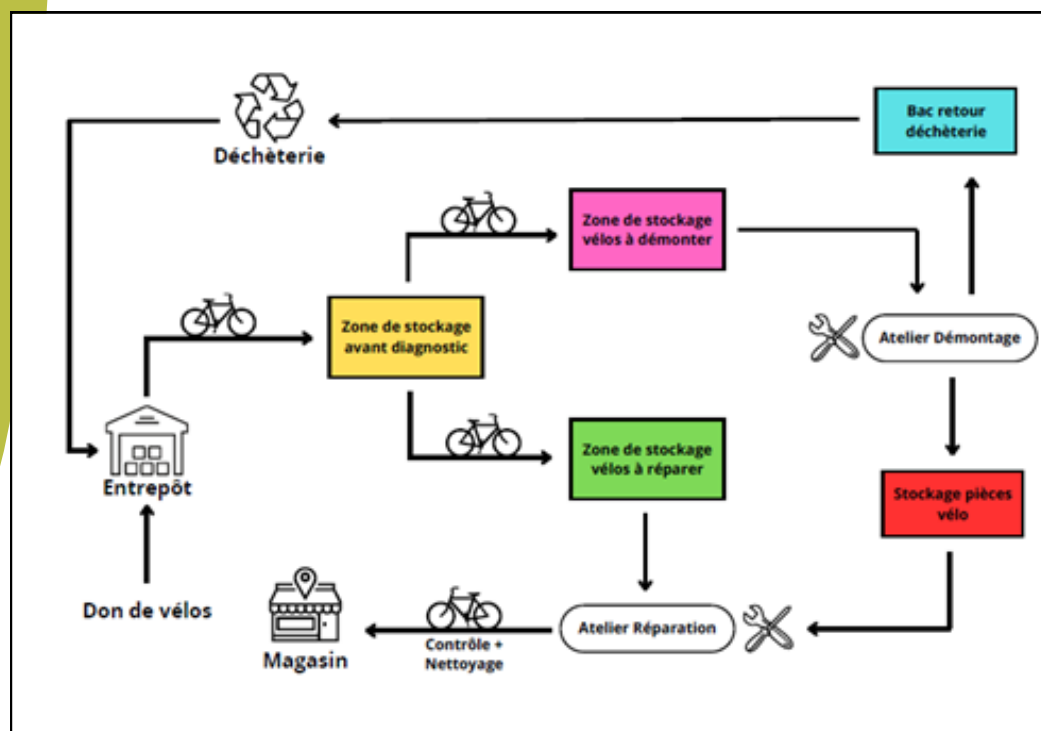 Bac retour
déchèterie
Déchèterie
Zone de stockage
vélos à démonter
Zone de stockage
avant diagnostic
Atelier Démontage
Zone de stockage
vélos à réparer
Entrepôt
Stockage pièces
vélo
Don de vélos
Atelier Réparation
Contrôle +
Nettoyage
Magasin